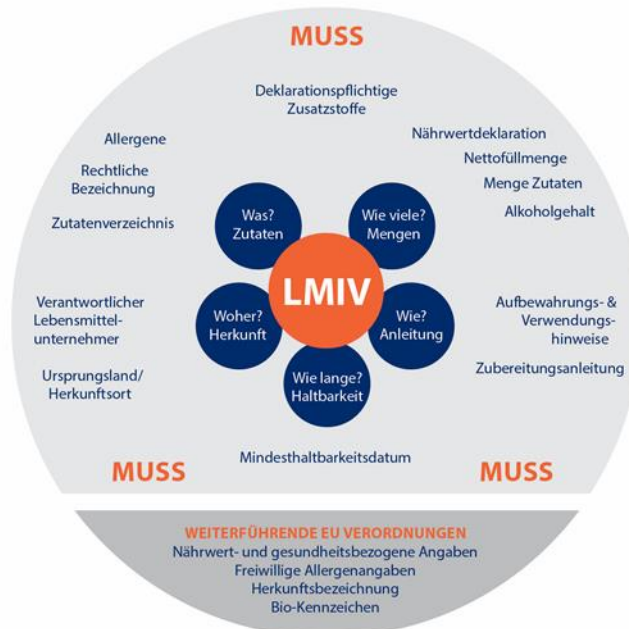 MUSS
Deklarationspflichtige
Zusatzstoffe
Allergene
Rechtliche
Bezeichnung
Zutatenverzeichnis
Nährwertdeklaration
Nettofüllmenge
Menge Zutaten
Alkoholgehalt
Was?
Zutaten
Wie viele?
Mengen
LMIV
Woher?
Herkunft
Wie?
Anleitung
Wie lange?
Haltbarkeit
Verantwortlicher
Lebensmittel-
unternehmer
Ursprungsland/
Herkunftsort
Aufbewahrungs- &
Verwendungs-
hinweise
Zubereitungsanleitung
Mindesthaltbarkeitsdatum
MUSS
MUSS
WEITERFÜHRENDE EU VERORDNUNGEN
Nährwert- und gesundheitsbezogene Angaben
Freiwillige Allergenangaben
Herkunftsbezeichnung
Bio-Kennzeichen